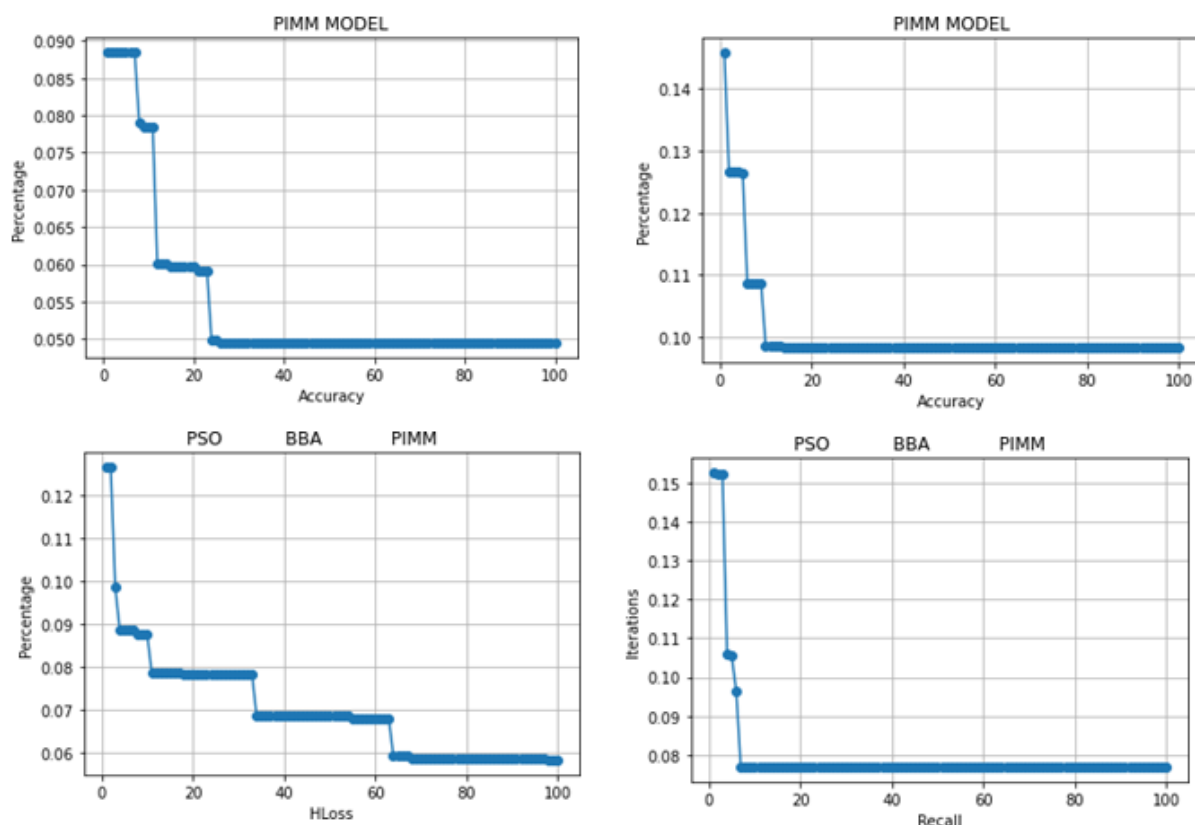 PIMM MODEL
0.090
0.085
0.080
0.075
0.070
0.065
0.060
0.055
0.050
Percentage
0 20 40 60 80 100
Accuracy
PIMM MODEL
0.14
0.13
0.12
0.11
0.10
Percentage
0 20 40 60 80 100
Accuracy
PSO BBA PIMM
0.12
0.11
0.10
0.09
0.08
0.07
0.06
Percentage
0 20 40 60 80 100
HLoss
PSO BBA PIMM
0.15
0.14
0.13
0.12
0.11
0.10
0.09
0.08
Iterations
0 20 40 60 80 100
Recall